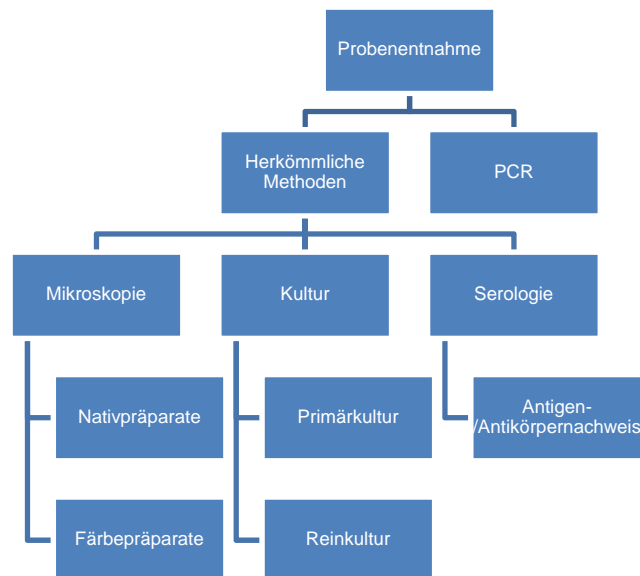 Probenentnahme
Herkömmliche
Methoden
PCR
Mikroskopie
Kultur
Serologie
Nativpräparate
Primärkultur
Antigen-
/Antikörpernachweis
Färbepräparate
Reinkultur